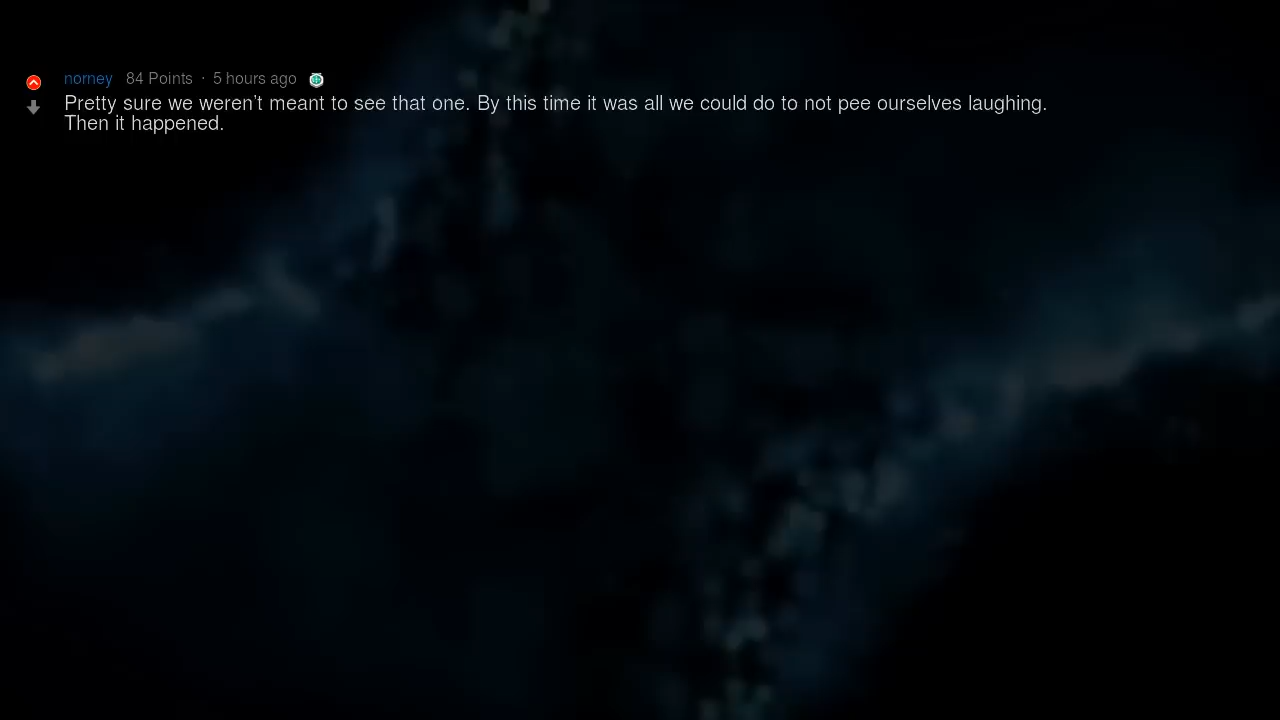 norney 84 Points · 5 hours ago
Pretty sure we weren't meant to see that one. By this time it was all we could do to not pee ourselves laughing.
Then it happened.